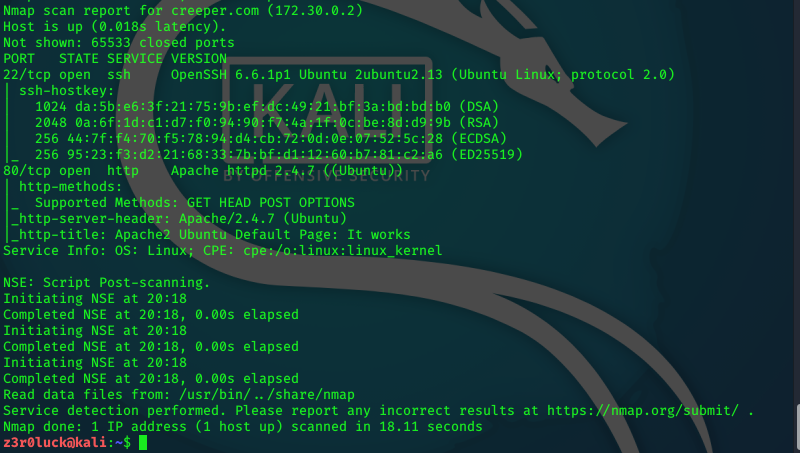 Nmap scan report for creeper.com (172.30.0.2)
Host is up (0.018s latency).
Not shown: 65533 closed ports
PORT   STATE SERVICE VERSION
22/tcp open  ssh     OpenSSH 6.6.1p1 Ubuntu 2ubuntu2.13 (Ubuntu Linux; protocol 2.0)
| ssh-hostkey:
|   1024 da:5b:e6:3f:21:75:9b:ef:dc:49:21:bf:3a:bd:bd:b0 (DSA)
|   2048 0a:6f:1d:c1:d7:f0:94:90:f7:4a:1f:0c:be:8d:d9:9b (RSA)
|   256 44:7f:f4:70:f5:78:94:d4:cb:72:0d:0e:07:52:5c:28 (ECDSA)
|_  256 95:23:f3:d2:21:68:33:7b:bf:d1:12:60:b7:81:c2:a6 (ED25519)
80/tcp open  http    Apache httpd 2.4.7 ((Ubuntu))
| http-methods:
|_  Supported Methods: GET HEAD POST OPTIONS
|_http-server-header: Apache/2.4.7 (Ubuntu)
|_http-title: Apache2 Ubuntu Default Page: It works
Service Info: OS: Linux; CPE: cpe:/o:linux:linux_kernel

NSE: Script Post-scanning.
Initiating NSE at 20:18
Completed NSE at 20:18, 0.00s elapsed
Initiating NSE at 20:18
Completed NSE at 20:18, 0.00s elapsed
Initiating NSE at 20:18
Completed NSE at 20:18, 0.00s elapsed
Read data files from: /usr/bin/../share/nmap
Service detection performed. Please report any incorrect results at https://nmap.org/submit/ .
Nmap done: 1 IP address (1 host up) scanned in 18.11 seconds
z3r0luck@kali:~$
KALI
BY OFFENSIVE SECURITY